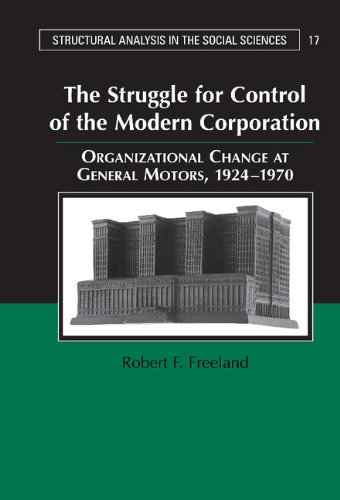 STRUCTURAL ANALYSIS IN THE SOCIAL SCIENCES 17
The Struggle for Control
of the Modern Corporation
ORGANIZATIONAL CHANGE AT
GENERAL MOTORS, 1924–1970
Robert F. Freeland